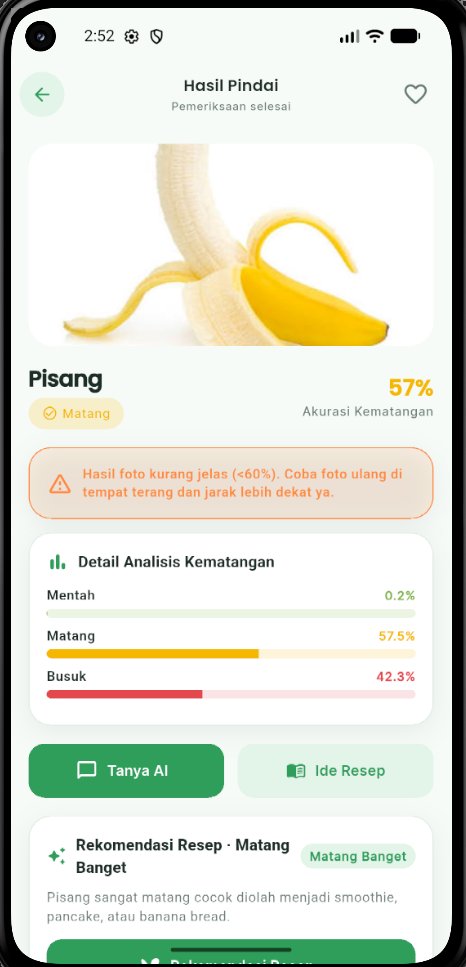 2:52
Hasil Pindai
Pemeriksaan selesai
Pisang
Matang
57%
Akurasi Kematangan
Hasil foto kurang jelas (<60%). Coba foto ulang di
tempat terang dan jarak lebih dekat ya.
Detail Analisis Kematangan
Mentah 0.2%
Matang 57.5%
Busuk 42.3%
Tanya AI
Ide Resep
Rekomendasi Resep · Matang
Banget
Matang Banget
Pisang sangat matang cocok diolah menjadi smoothie,
pancake, atau banana bread.